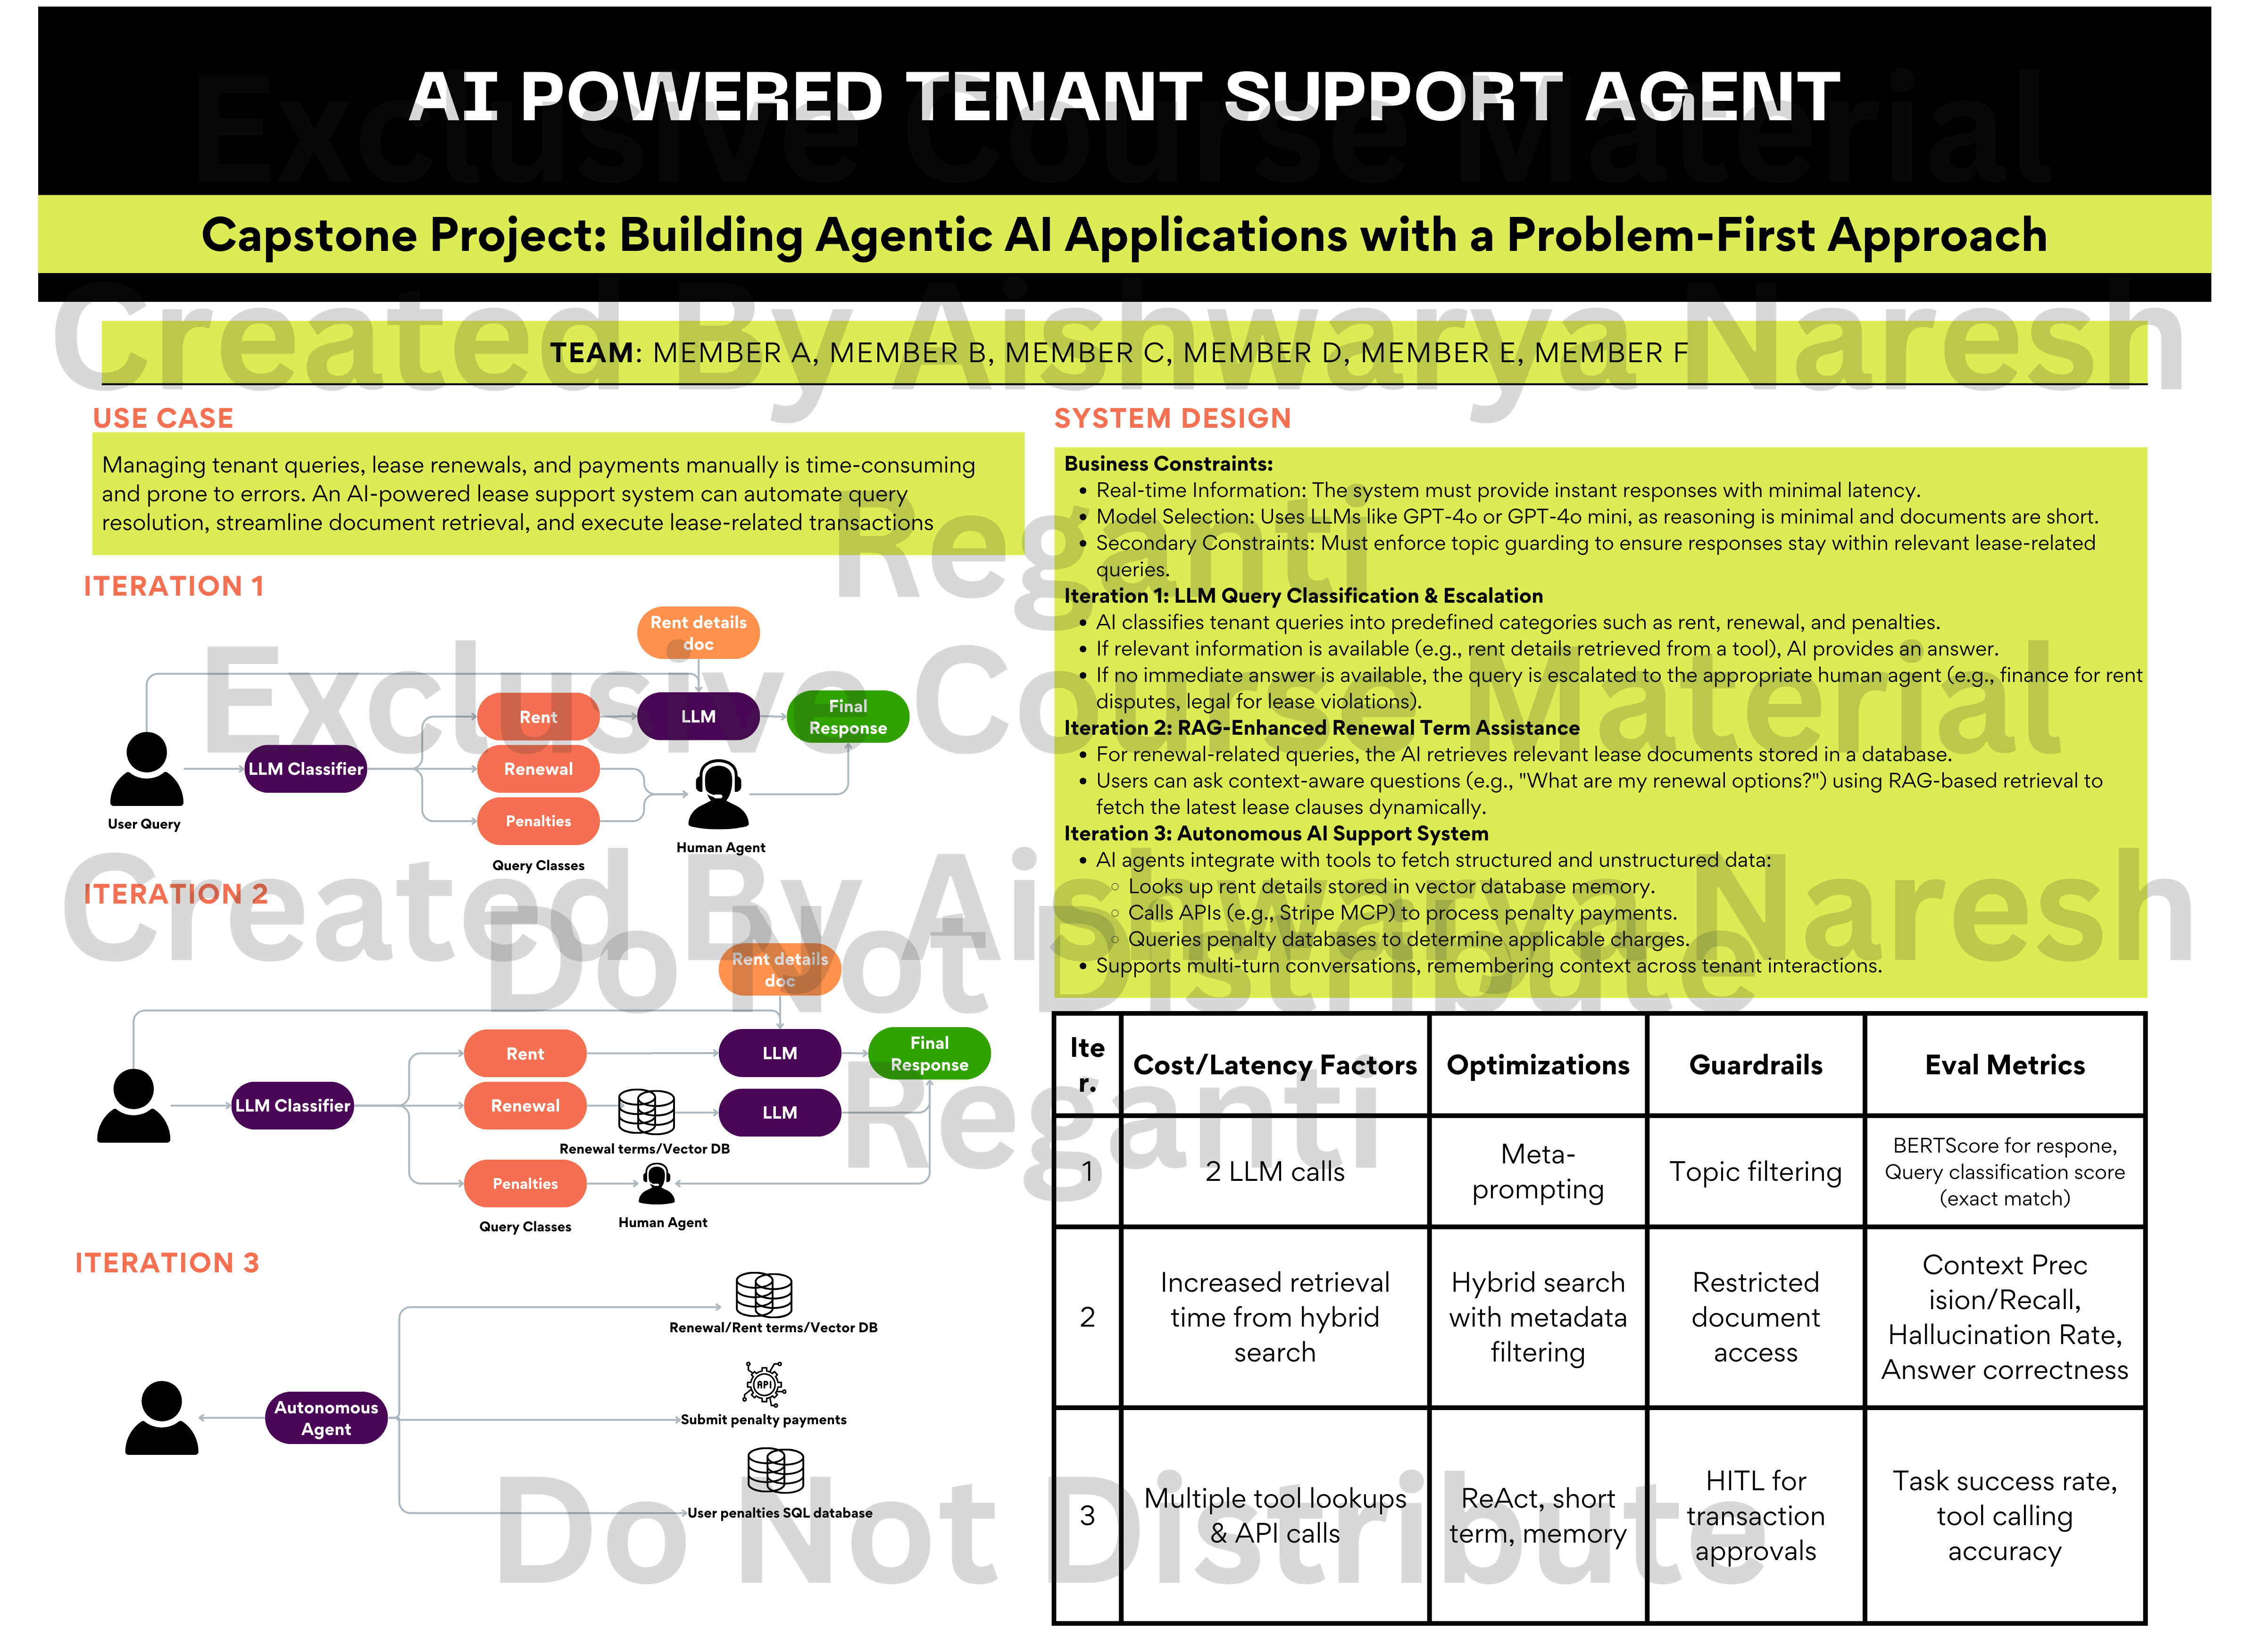 AI POWERED TENANT SUPPORT AGENT
Capstone Project: Building Agentic AI Applications with a Problem-First Approach
TEAM: MEMBER A, MEMBER B, MEMBER C, MEMBER D, MEMBER E, MEMBER F
USE CASE
Managing tenant queries, lease renewals, and payments manually is time-consuming
and prone to errors. An AI-powered lease support system can automate query
resolution, streamline document retrieval, and execute lease-related transactions
ITERATION 1
Rent details
doc
Rent
LLM
Final
Response
LLM Classifier
Renewal
Penalties
User Query
Human Agent
Query Classes
ITERATION 2
Rent details
doc
Rent
LLM
Final
Response
LLM Classifier
Renewal
LLM
Renewal terms/Vector DB
Penalties
Query Classes
Human Agent
ITERATION 3
Renewal/Rent terms/Vector DB
API
Autonomous
Agent
Submit penalty payments
User penalties SQL database
SYSTEM DESIGN
Business Constraints:
• Real-time Information: The system must provide instant responses with minimal latency.
• Model Selection: Uses LLMs like GPT-4o or GPT-4o mini, as reasoning is minimal and documents are short.
• Secondary Constraints: Must enforce topic guarding to ensure responses stay within relevant lease-related
queries.
Iteration 1: LLM Query Classification & Escalation
• AI classifies tenant queries into predefined categories such as rent, renewal, and penalties.
• If relevant information is available (e.g., rent details retrieved from a tool), AI provides an answer.
• If no immediate answer is available, the query is escalated to the appropriate human agent (e.g., finance for rent
disputes, legal for lease violations).
Iteration 2: RAG-Enhanced Renewal Term Assistance
• For renewal-related queries, the AI retrieves relevant lease documents stored in a database.
• Users can ask context-aware questions (e.g., "What are my renewal options?") using RAG-based retrieval to
fetch the latest lease clauses dynamically.
Iteration 3: Autonomous AI Support System
• AI agents integrate with tools to fetch structured and unstructured data:
◦ Looks up rent details stored in vector database memory.
◦ Calls APIs (e.g., Stripe MCP) to process penalty payments.
◦ Queries penalty databases to determine applicable charges.
• Supports multi-turn conversations, remembering context across tenant interactions.
Ite
r.
Cost/Latency Factors
Optimizations
Guardrails
Eval Metrics
1
2 LLM calls
Meta-
prompting
Topic filtering
BERTScore for respone,
Query classification score
(exact match)
2
Increased retrieval
time from hybrid
search
Hybrid search
with metadata
filtering
Restricted
document
access
Context Prec
ision/Recall,
Hallucination Rate,
Answer correctness
3
Multiple tool lookups
& API calls
ReAct, short
term, memory
HITL for
transaction
approvals
Task success rate,
tool calling
accuracy
Exclusive Course Material
Created By Aishwarya Naresh
Reganti
Do Not Distribute
Exclusive Course Material
Created By Aishwarya Naresh
Reganti
Do Not Distribute